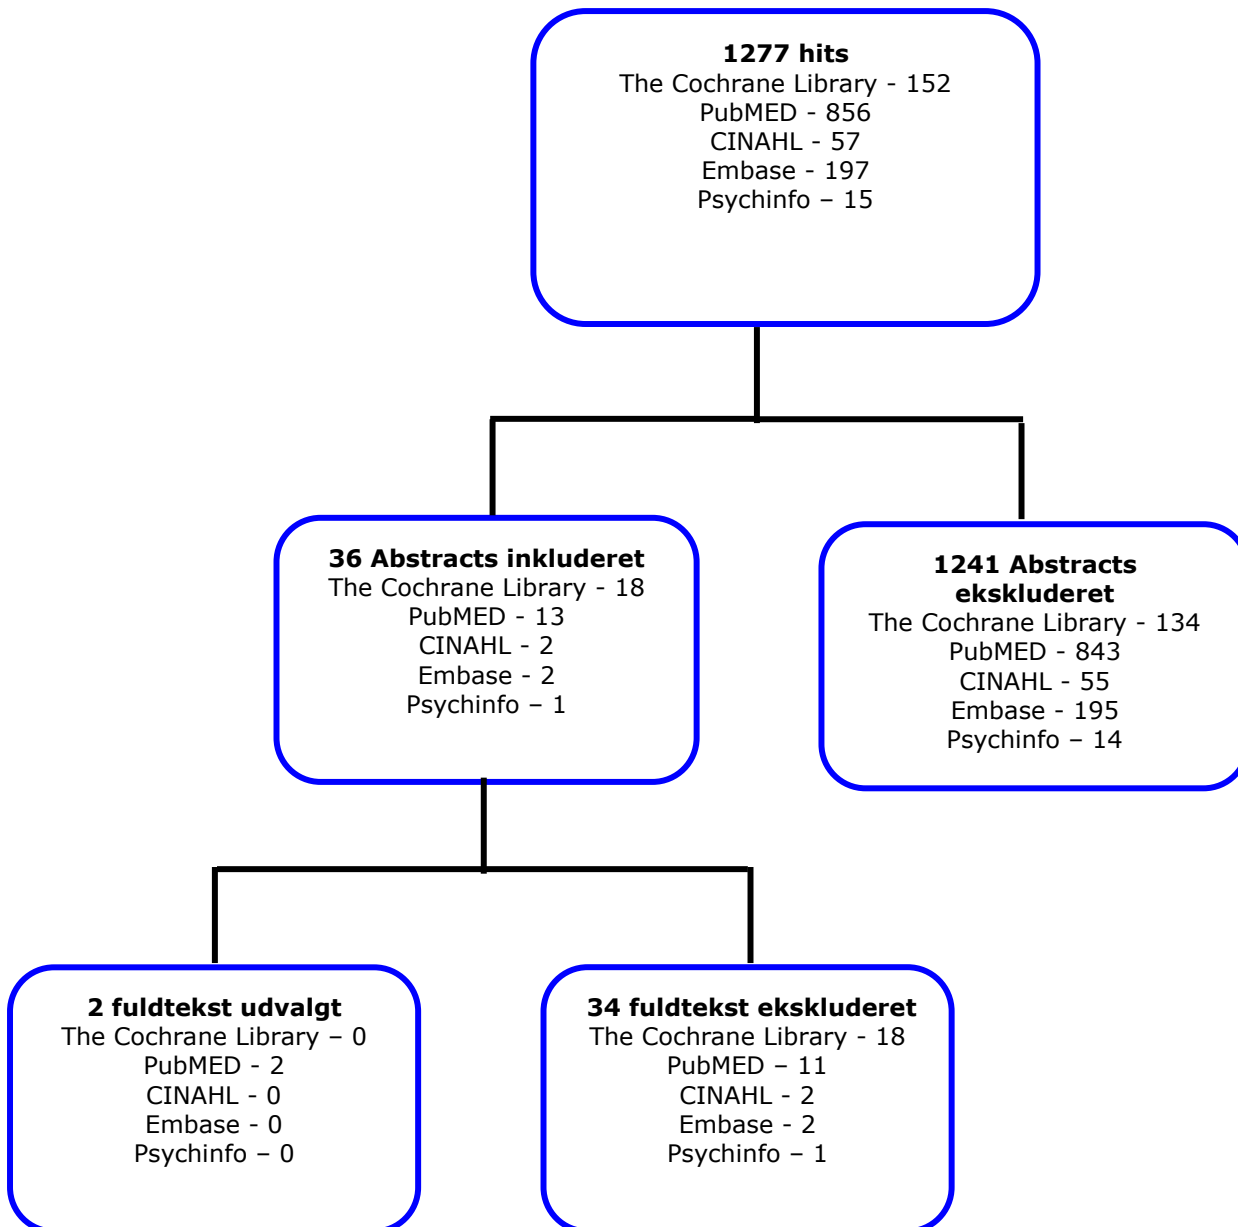 1277 hits
The Cochrane Library - 152
PubMED - 856
CINAHL - 57
Embase - 197
Psychinfo – 15
36 Abstracts inkluderet
The Cochrane Library - 18
PubMED - 13
CINAHL - 2
Embase - 2
Psychinfo – 1
1241 Abstracts
ekskluderet
The Cochrane Library - 134
PubMED - 843
CINAHL - 55
Embase - 195
Psychinfo – 14
2 fuldtekst udvalgt
The Cochrane Library – 0
PubMED - 2
CINAHL - 0
Embase - 0
Psychinfo – 0
34 fuldtekst ekskluderet
The Cochrane Library - 18
PubMED – 11
CINAHL - 2
Embase - 2
Psychinfo – 1